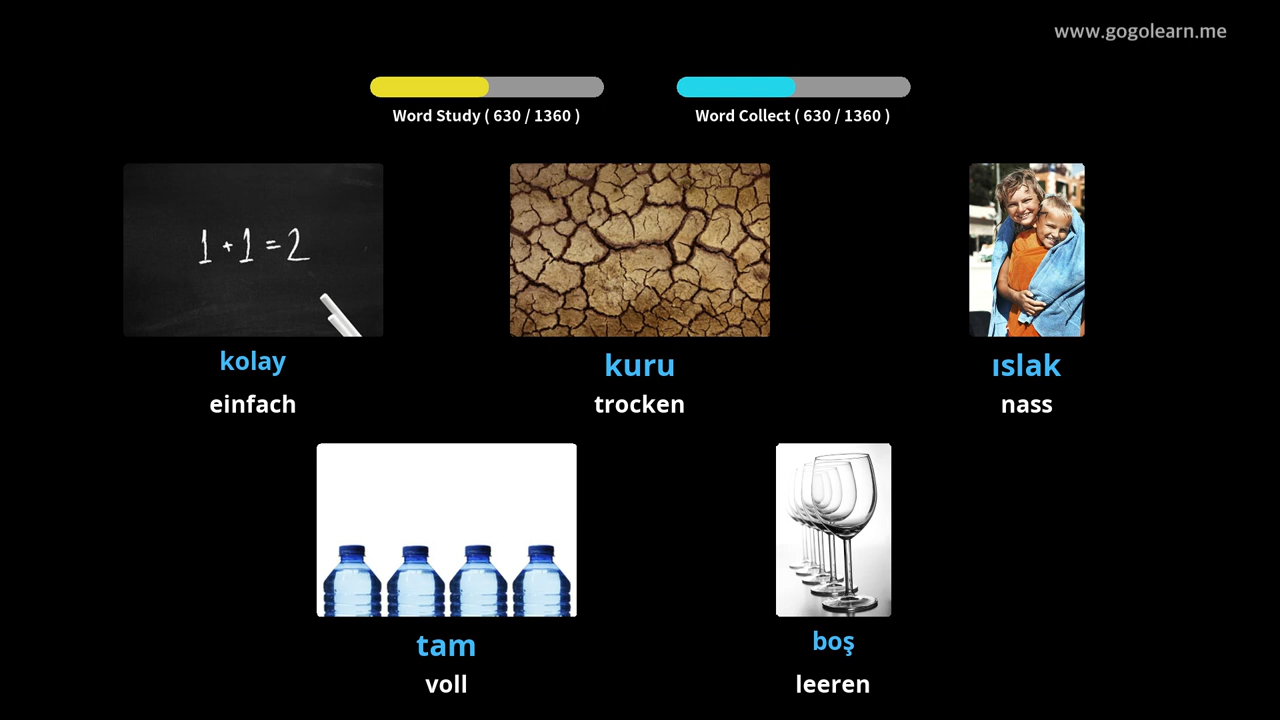 www.gogolearn.me
Word Study ( 630 / 1360 )
Word Collect ( 630 / 1360 )
1 + 1 = 2
kolay
einfach
kuru
trocken
ıslak
nass
tam
voll
boş
leeren